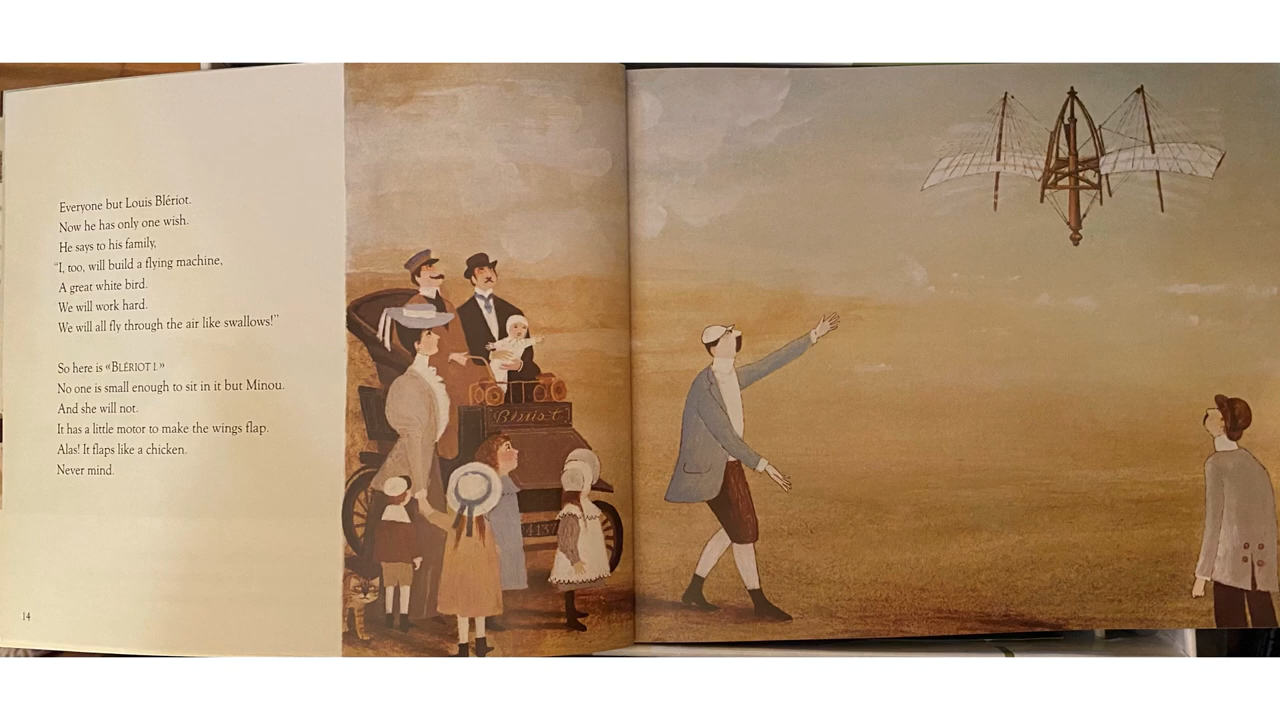 Everyone but Louis Blériot.
Now he has only one wish.
He says to his family,
“I, too, will build a flying machine,
A great white bird.
We will work hard.
We will all fly through the air like swallows!”
So here is «BLÉRIOT I.»
No one is small enough to sit in it but Minou.
And she will not.
It has a little motor to make the wings flap.
Alas! It flaps like a chicken.
Never mind.
14
Blériot